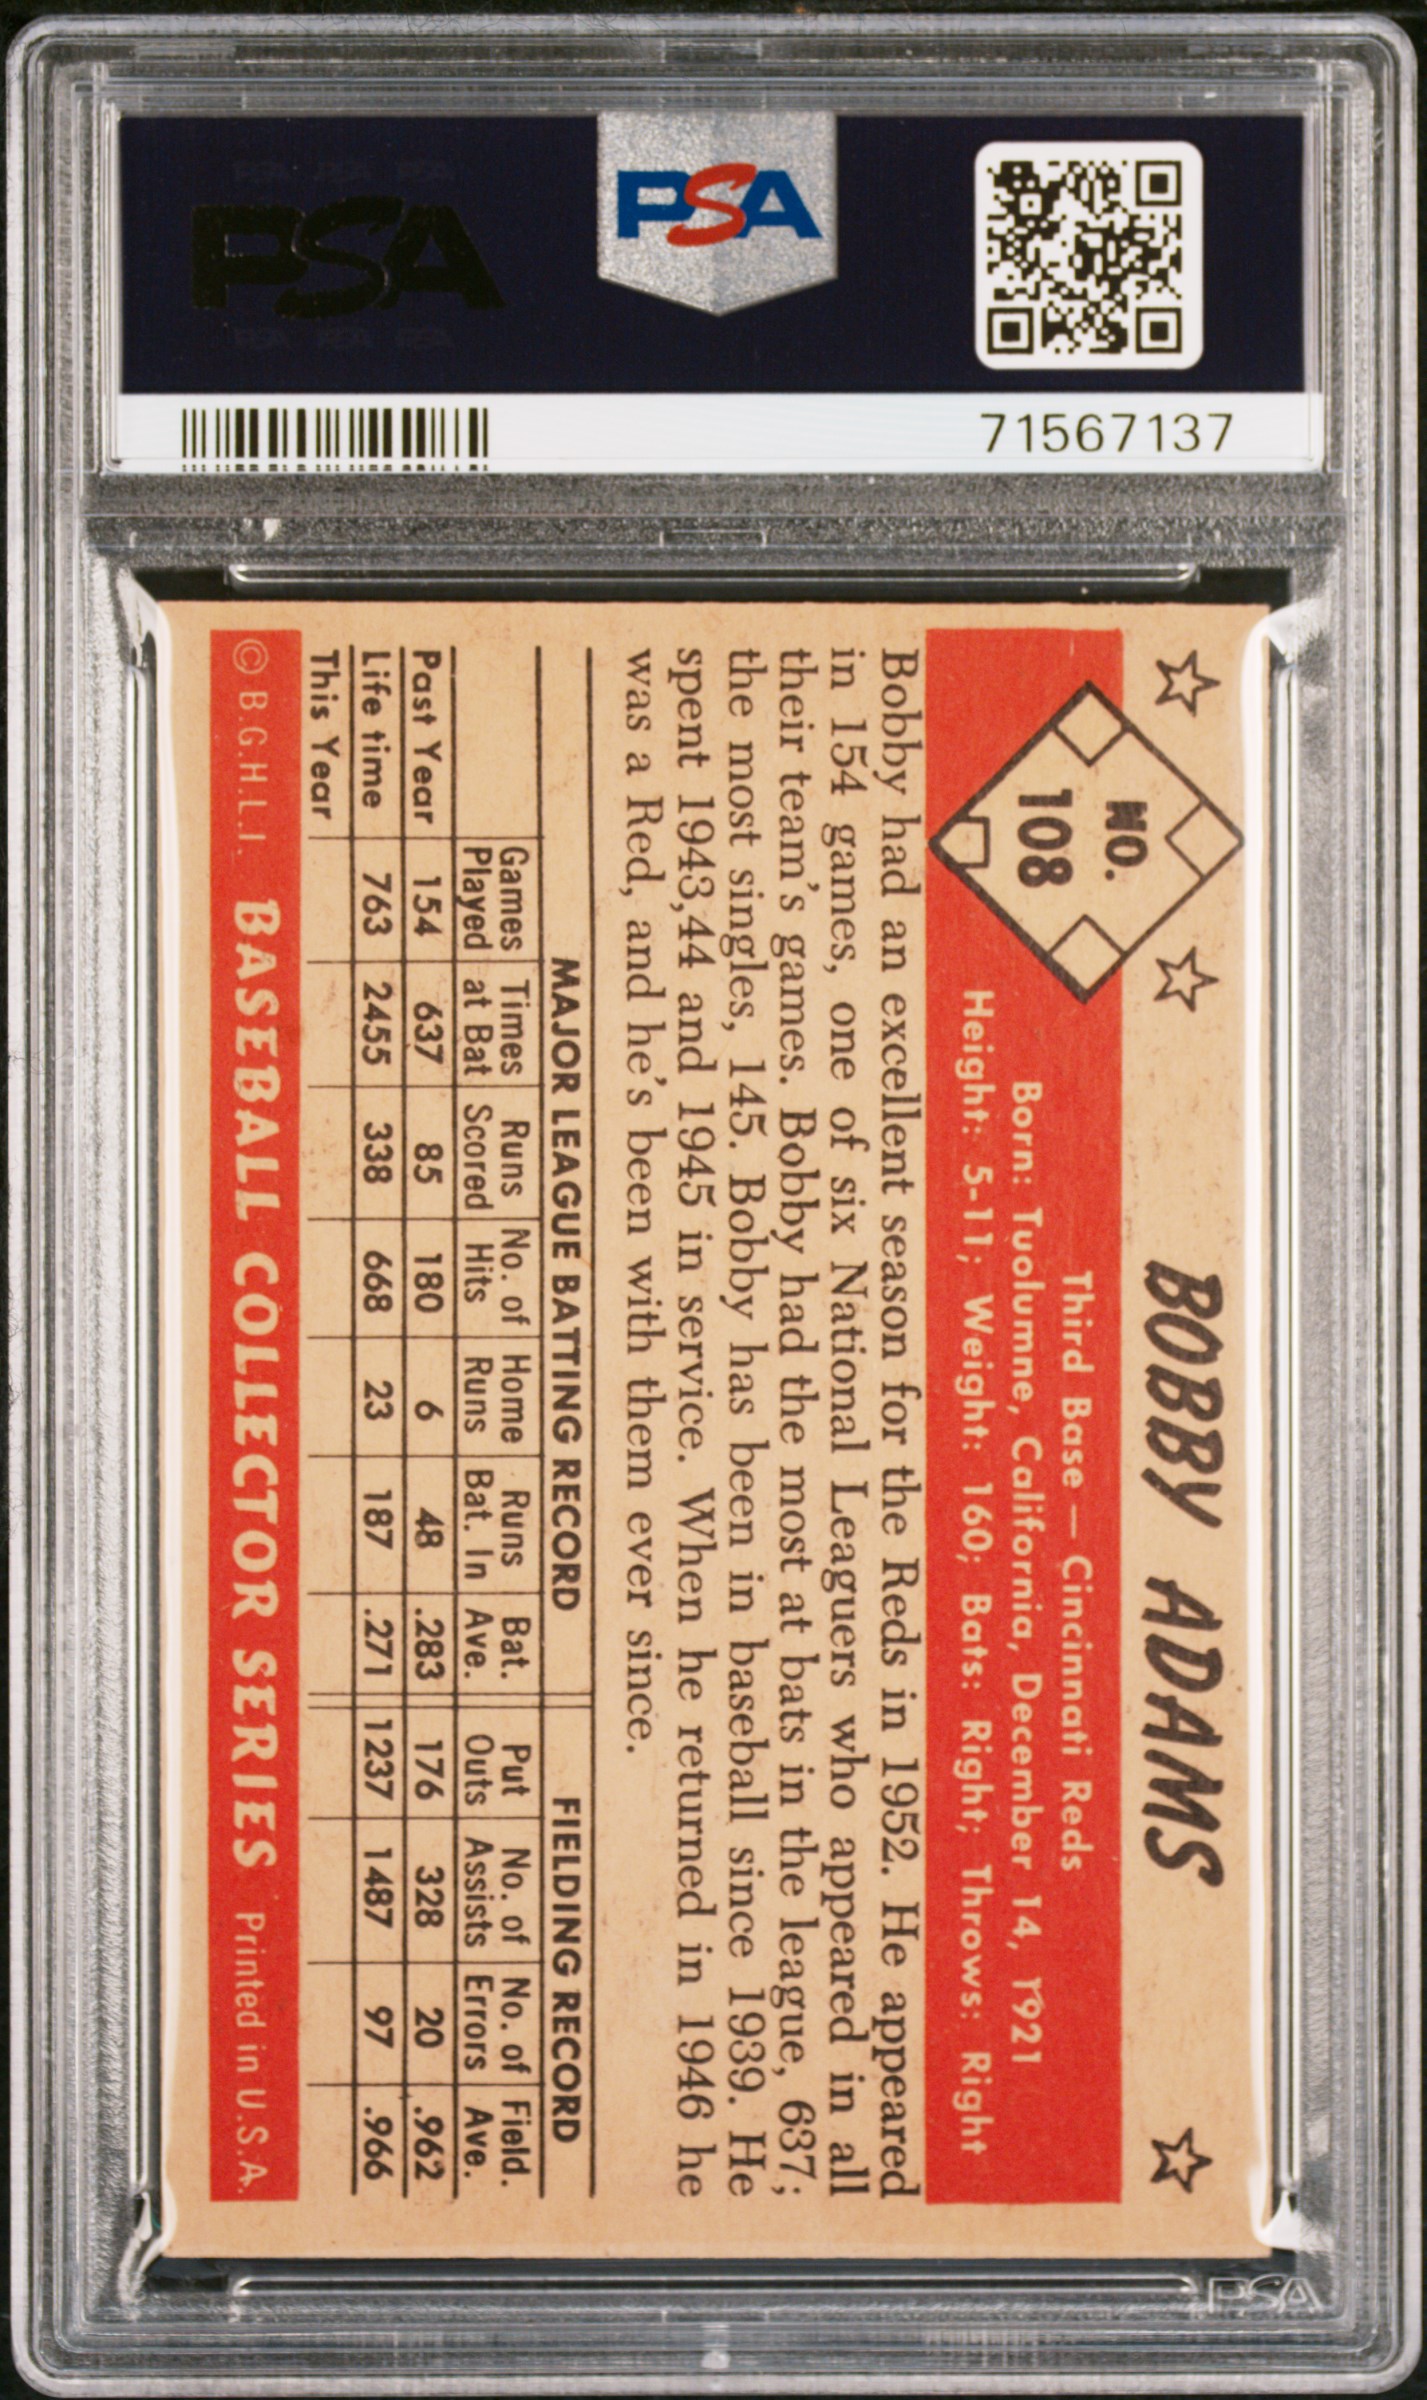 PSA
PSA
71567137
NO.
108
BOBBY ADAMS
Third Base — Cincinnati Reds
Born: Tuolumne, California, December 14, 1921
Height: 5-11; Weight: 160; Bats: Right; Throws: Right
Bobby had an excellent season for the Reds in 1952. He appeared
in 154 games, one of six National Leaguers who appeared in all
their team's games. Bobby had the most at bats in the league, 637;
the most singles, 145. Bobby has been in baseball since 1939. He
spent 1943,44 and 1945 in service. When he returned in 1946 he
was a Red, and he's been with them ever since.
MAJOR LEAGUE BATTING RECORD FIELDING RECORD
Games Times Runs No. of Home Runs Bat. Put No. of No. of Field.
Played at Bat Scored Hits Runs Bat. In Ave. Outs Assists Errors Ave.
Past Year 154 637 85 180 6 48 .283 176 328 20 .962
Life time 763 2455 338 668 23 187 .271 1237 1487 97 .966
This Year
© B.G.H.L.I. BASEBALL COLLECTOR SERIES Printed in U.S.A.
PSA